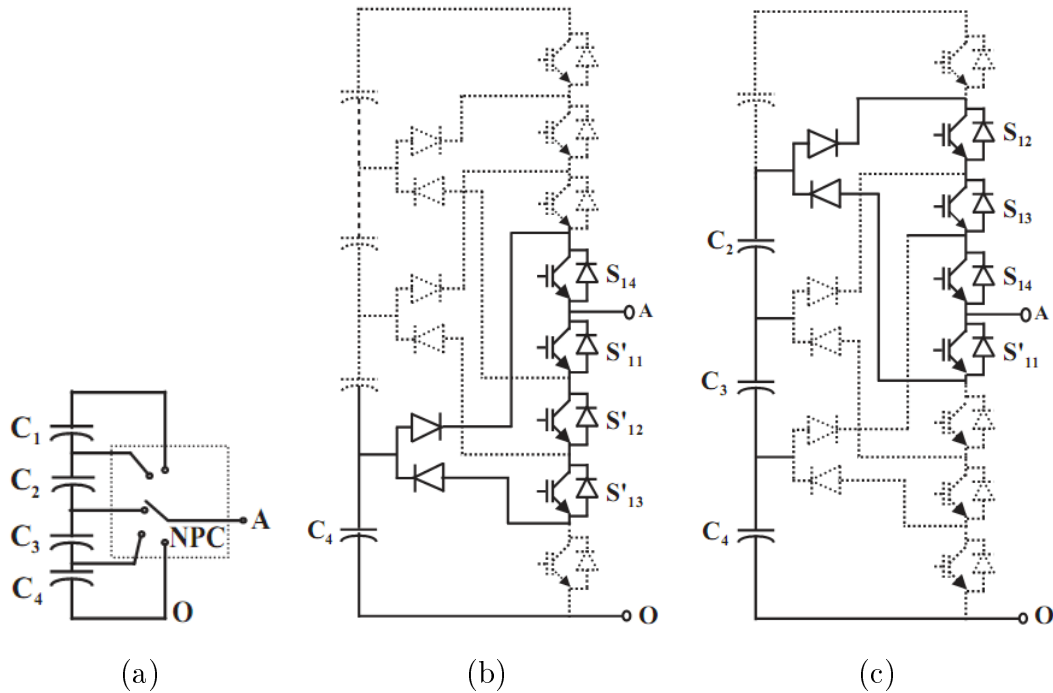 C1
C2
C3
C4
NPC
A
O
(a)
S14
A
S'11
S'12
S'13
C4
O
(b)
S12
S13
C2
S14
A
S'11
C3
C4
O
(c)